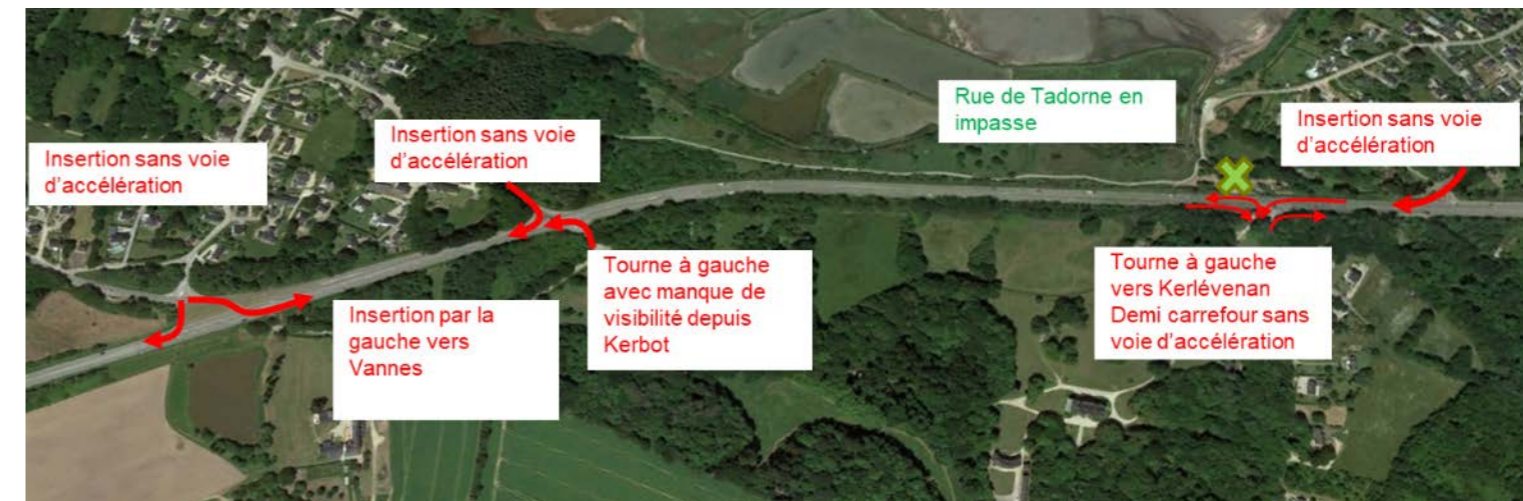 Insertion sans voie
d'accélération
Insertion sans voie
d'accélération
Rue de Tadorne en
impasse
Insertion sans voie
d'accélération
Insertion par la
gauche vers
Vannes
Tourne à gauche
avec manque de
visibilité depuis
Kerbot
Tourne à gauche
vers Kerlévenan
Demi carrefour sans
voie d'accélération